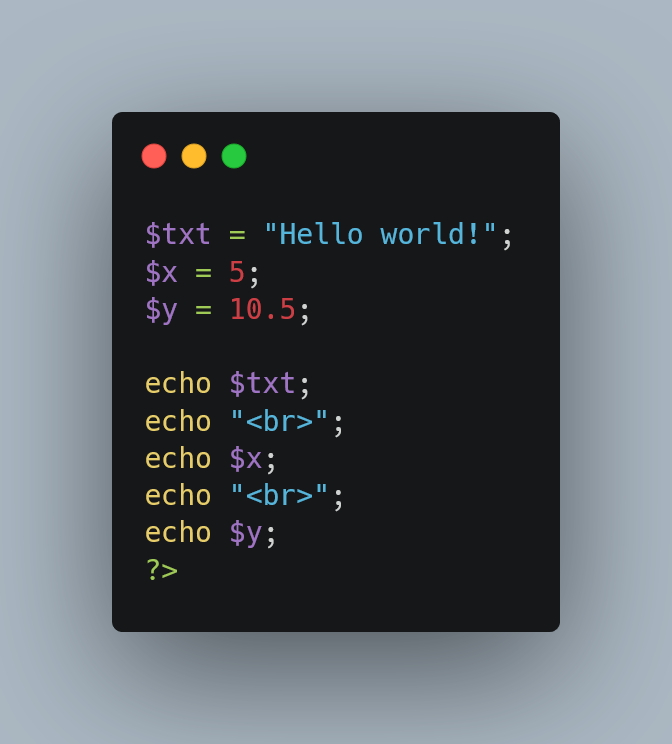 $txt = "Hello world!";
$x = 5;
$y = 10.5;

echo $txt;
echo "<br>";
echo $x;
echo "<br>";
echo $y;
?>